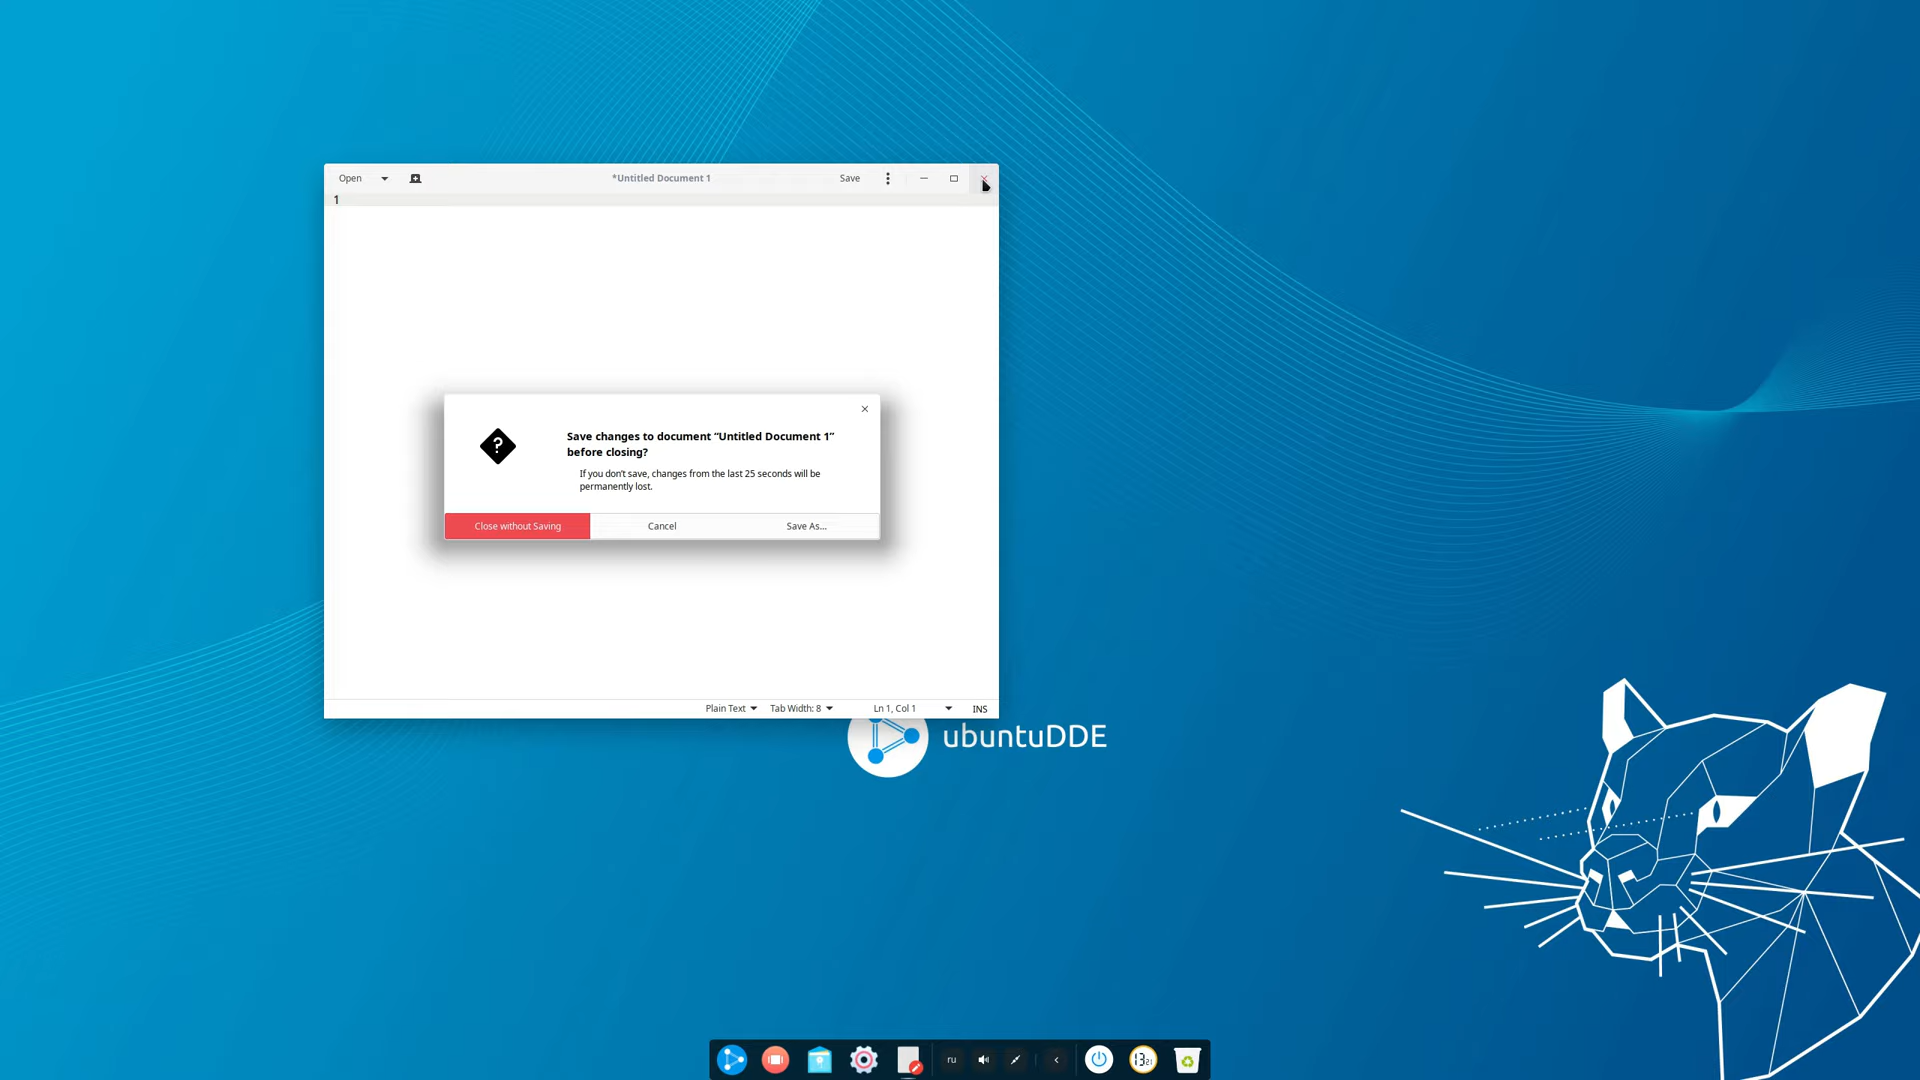 Open
*Untitled Document 1
Save
1
Save changes to document “Untitled Document 1”
before closing?
If you don’t save, changes from the last 25 seconds will be
permanently lost.
Close without Saving
Cancel
Save As...
Plain Text
Tab Width: 8
Ln 1, Col 1
INS
ubuntuDDE
ru